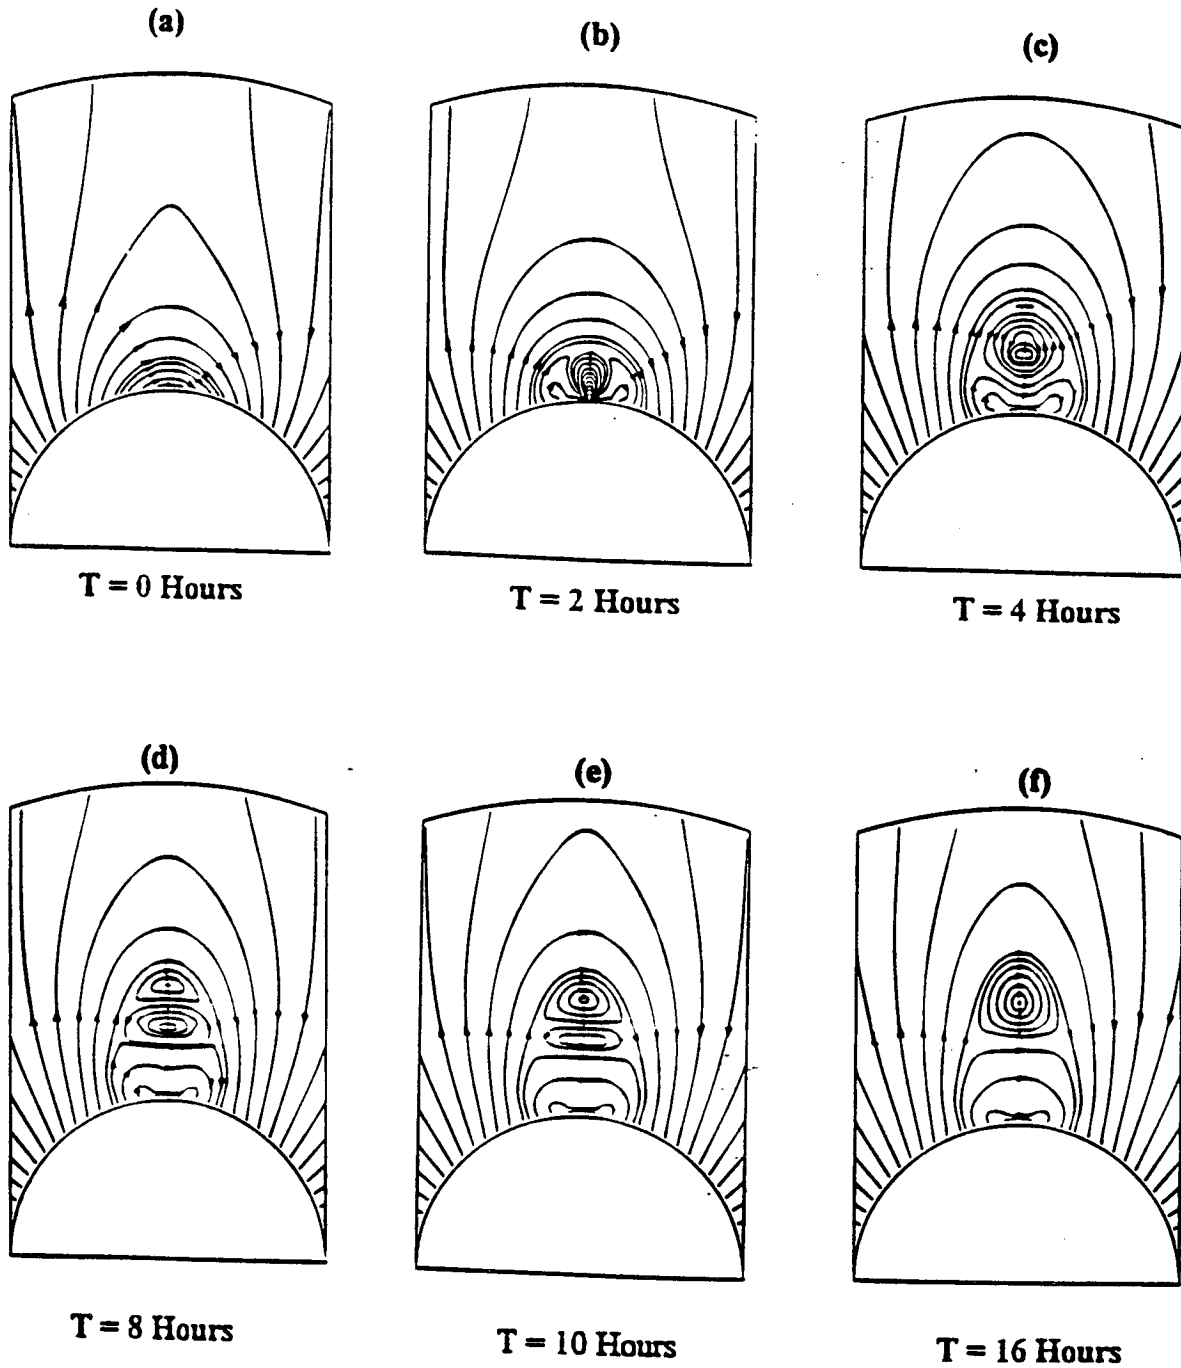 (a)
(b)
(c)
T = 0 Hours
T = 2 Hours
T = 4 Hours
(d)
(e)
(f)
T = 8 Hours
T = 10 Hours
T = 16 Hours